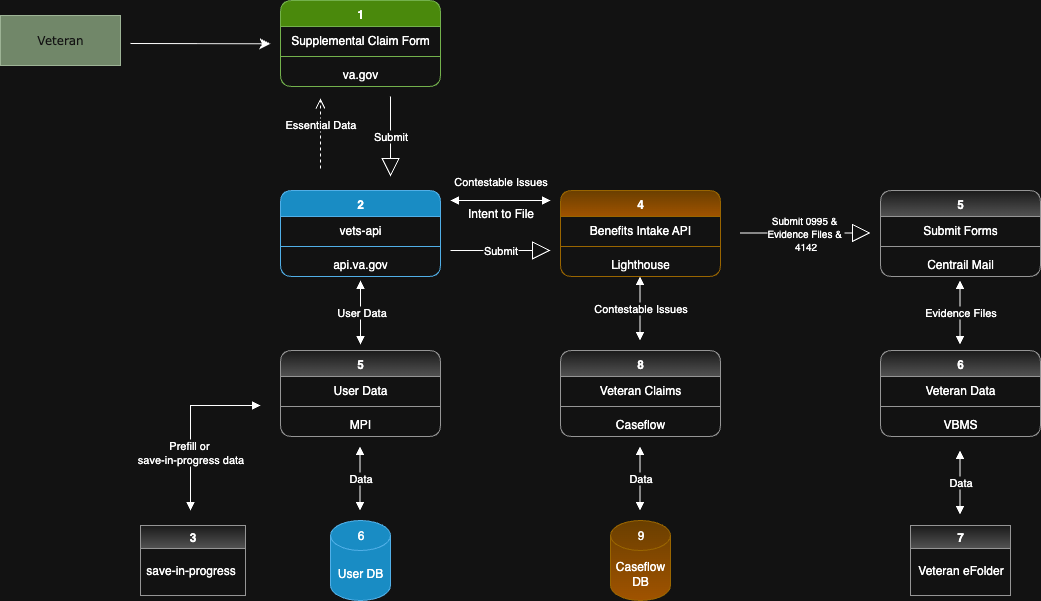 1
Veteran
Supplemental Claim Form
va.gov
Essential Data
Submit
Contestable Issues
Intent to File
Submit
2
vets-api
api.va.gov
4
Benefits Intake API
Lighthouse
Submit 0995 &
Evidence Files &
4142
5
Submit Forms
Centrail Mail
User Data
Contestable Issues
Evidence Files
5
User Data
MPI
8
Veteran Claims
Caseflow
6
Veteran Data
VBMS
Prefill or
save-in-progress data
Data
Data
Data
3
save-in-progress
6
User DB
9
Caseflow
DB
7
Veteran eFolder